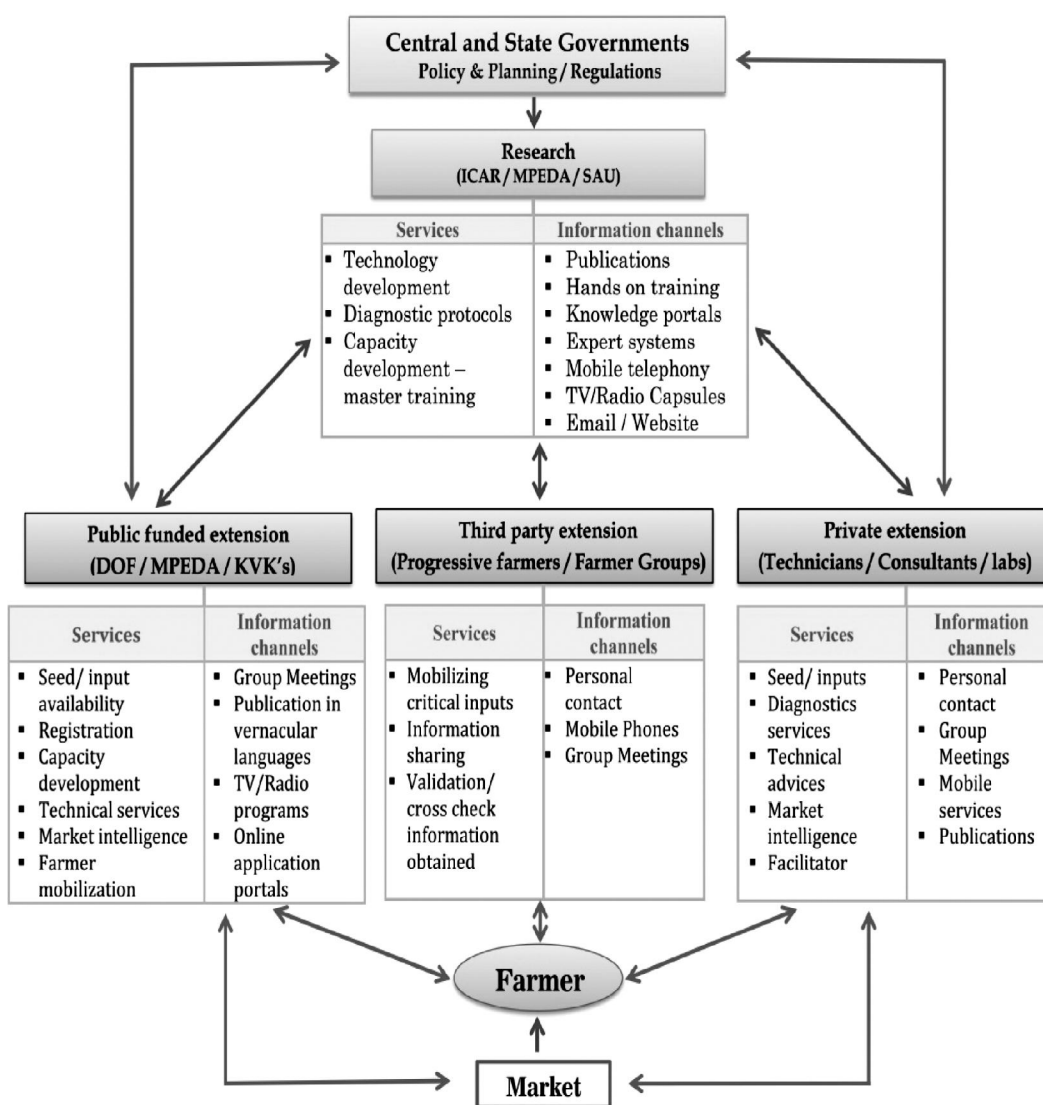 Central and State Governments
Policy & Planning / Regulations
Research
(ICAR / MPEDA / SAU)
Services
▪ Technology
development
▪ Diagnostic protocols
▪ Capacity
development –
master training
Information channels
▪ Publications
▪ Hands on training
▪ Knowledge portals
▪ Expert systems
▪ Mobile telephony
▪ TV/Radio Capsules
▪ Email / Website
Public funded extension
(DOF / MPEDA / KVK's)
Services
▪ Seed/ input
availability
▪ Registration
▪ Capacity
development
▪ Technical services
▪ Market intelligence
▪ Farmer
mobilization
Information
channels
▪ Group Meetings
▪ Publication in
vernacular
languages
▪ TV/Radio
programs
▪ Online
application
portals
Third party extension
(Progressive farmers / Farmer Groups)
Services
▪ Mobilizing
critical inputs
▪ Information
sharing
▪ Validation/
cross check
information
obtained
Information
channels
▪ Personal
contact
▪ Mobile Phones
▪ Group Meetings
Private extension
(Technicians / Consultants / labs)
Services
▪ Seed/ inputs
▪ Diagnostics
services
▪ Technical
advices
▪ Market
intelligence
▪ Facilitator
Information
channels
▪ Personal
contact
▪ Group
Meetings
▪ Mobile
services
▪ Publications
Farmer
Market